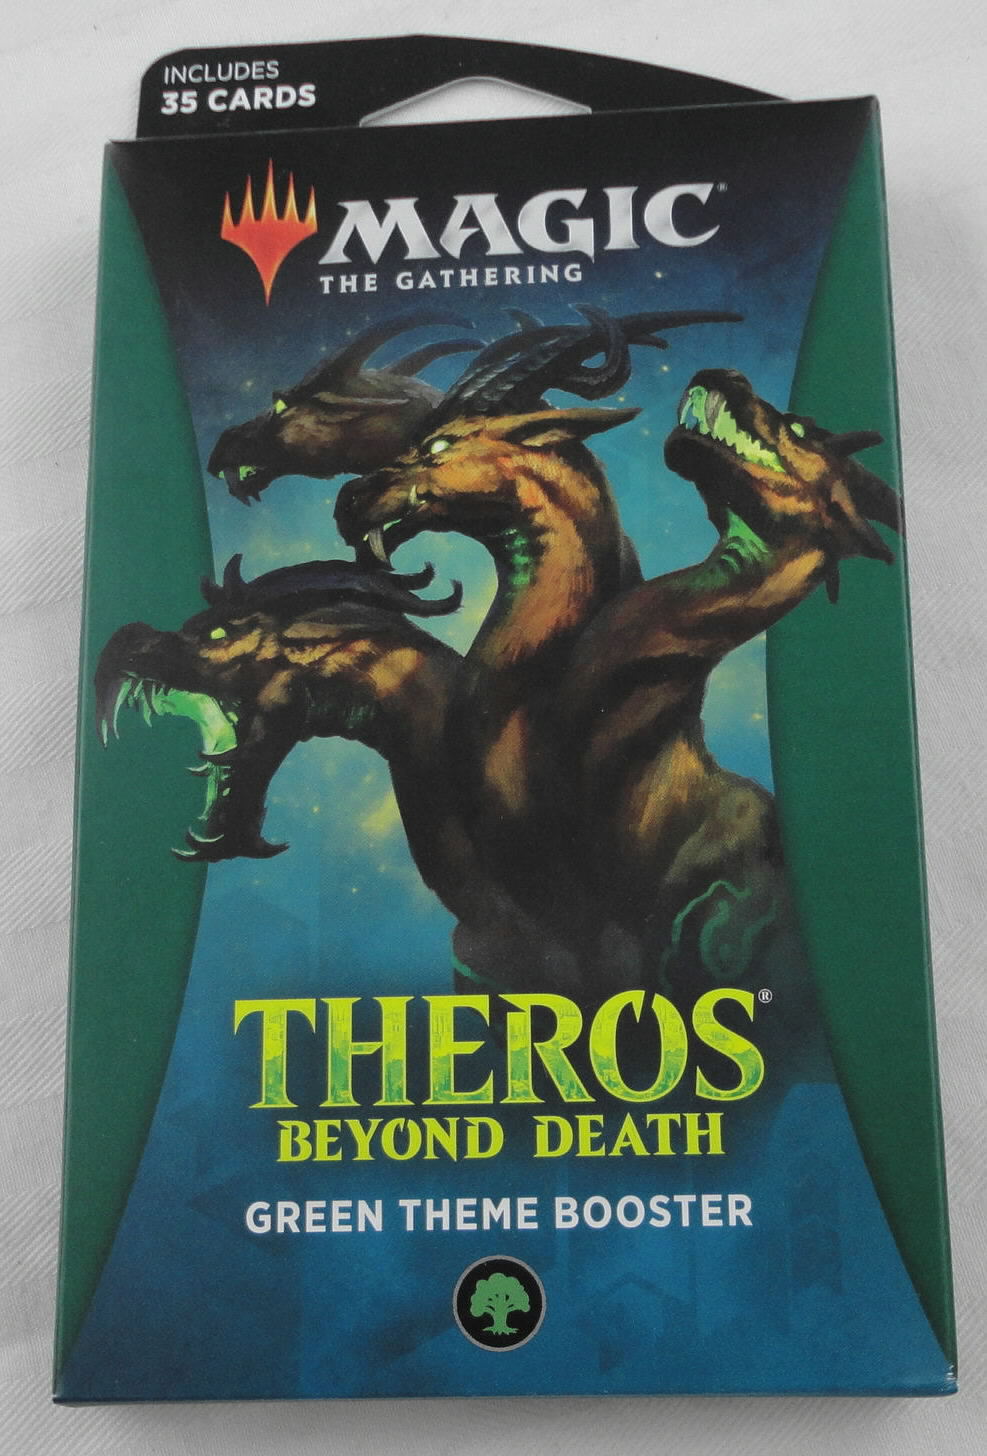 INCLUDES
35 CARDS
MAGIC®
THE GATHERING
THEROS®
BEYOND DEATH
GREEN THEME BOOSTER